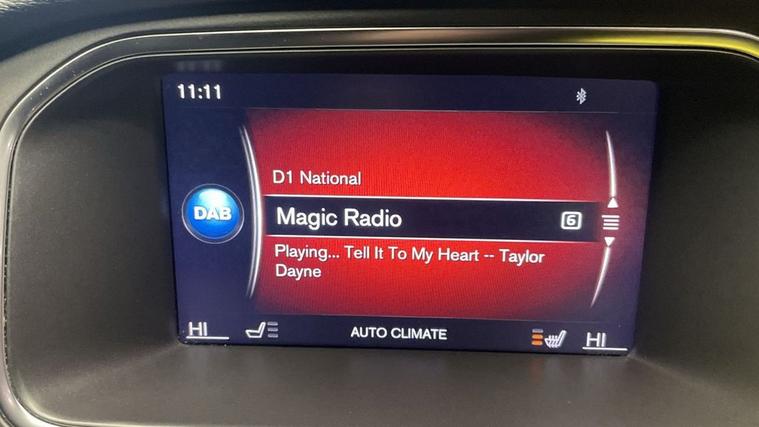 11:11
D1 National
DAB
Magic Radio 6
Playing... Tell It To My Heart -- Taylor
Dayne
HI AUTO CLIMATE HI